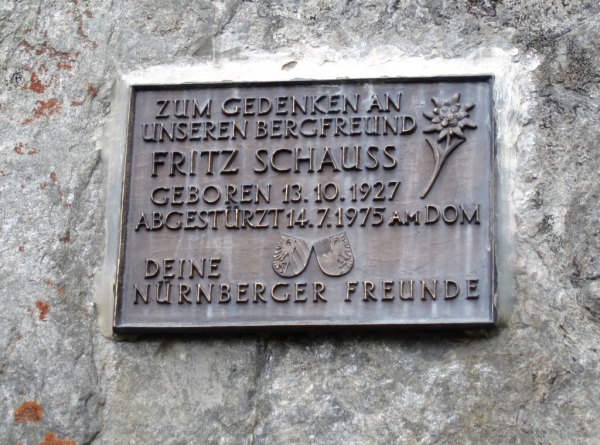 ZUM GEDENKEN AN
UNSEREN BERGFREUND
FRITZ SCHAUSS
GEBOREN 13.10.1927
ABGESTÜRZT 14.7.1975 AM DOM
DEINE
NÜRNBERGER FREUNDE